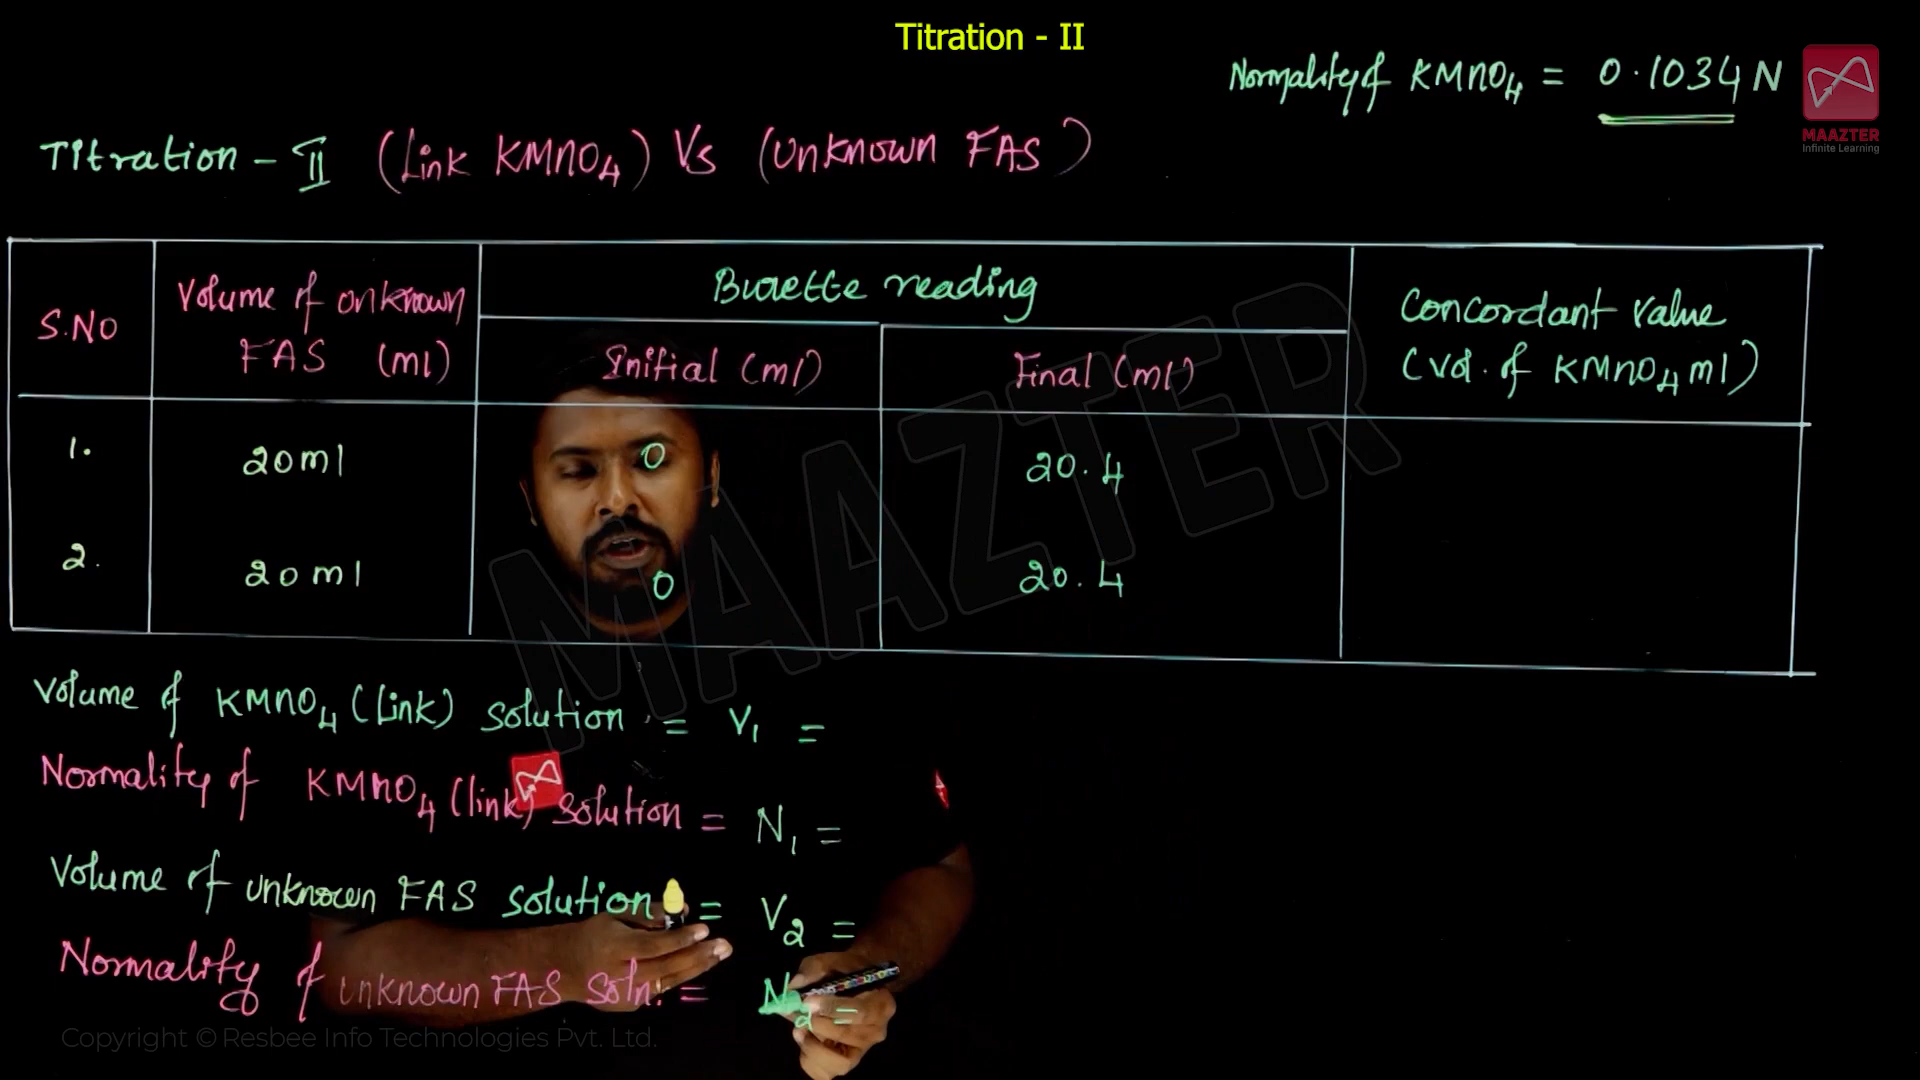 Titration - II
Normality of KMnO4 = 0.1034 N
MAAZTER
Infinite Learning
Titration - II (Link KMnO4) Vs (Unknown FAS)
S.NO
Volume of unknown
FAS (ml)
Burette reading
Initial (ml)
Final (ml)
Concordant value
(Vol. of KMnO4 ml)
1.
20ml
0
20.4
2.
20ml
0
20.4
MAAZTER
Volume of KMnO4 (Link) solution = V1 =
Normality of KMnO4 (link) solution = N1 =
Volume of unknown FAS solution = V2 =
Normality of unknown FAS soln. = N2 =
Copyright © Resbee Info Technologies Pvt. Ltd.